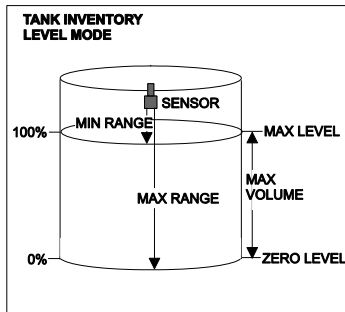 TANK INVENTORY
LEVEL MODE
SENSOR
MIN RANGE
100%
MAX LEVEL
MAX
VOLUME
MAX RANGE
0%
ZERO LEVEL